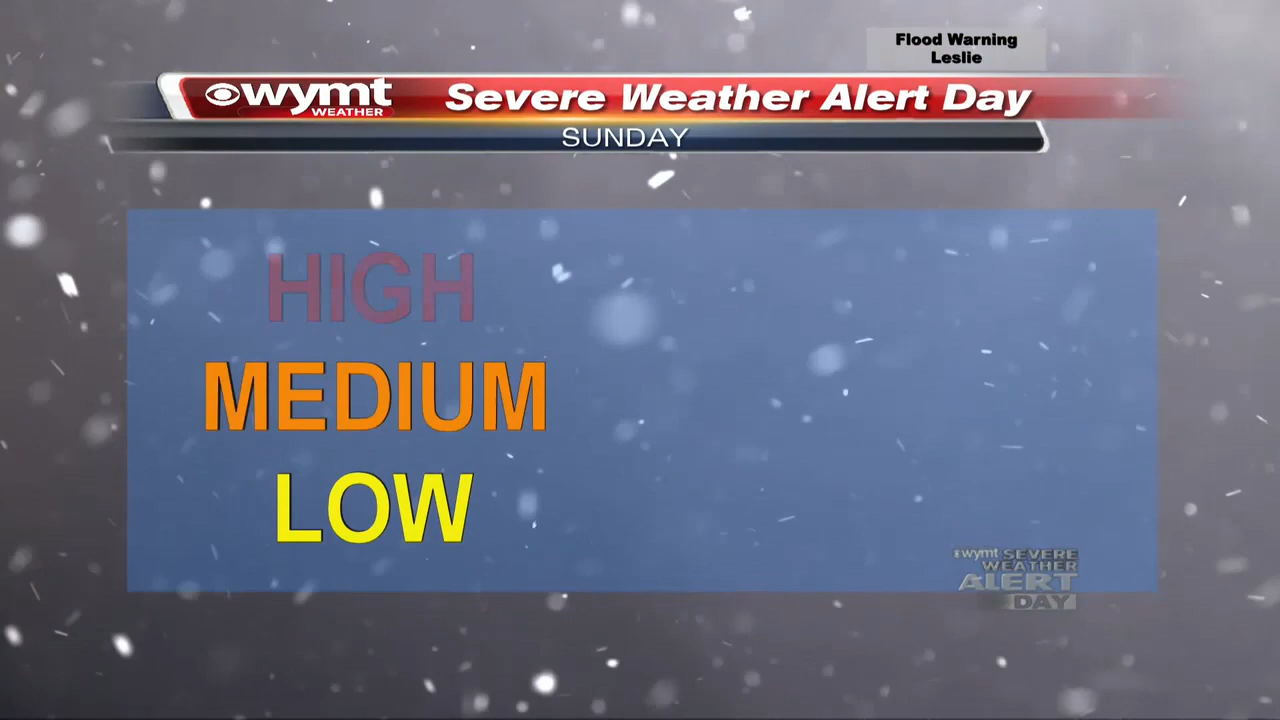 Flood Warning
Leslie
wymt Severe Weather Alert Day
WEATHER
SUNDAY
HIGH
MEDIUM
LOW
wymt SEVERE
WEATHER
ALERT
DAY